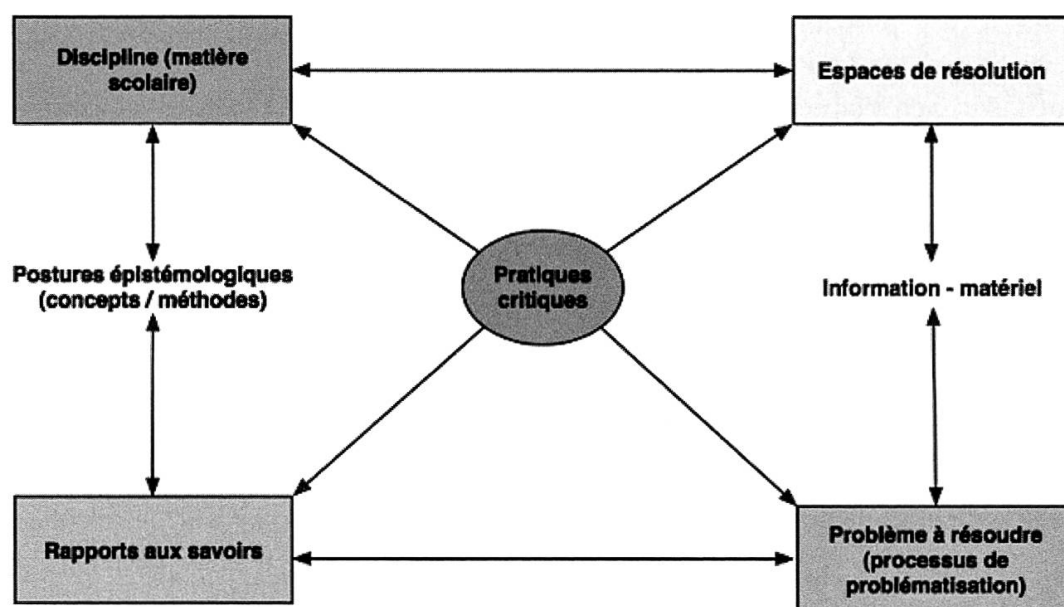 Discipline (matière
scolaire)
Espaces de résolution
Postures épistémologiques
(concepts / méthodes)
Pratiques
critiques
Information - matériel
Rapports aux savoirs
Problème à résoudre
(processus de
problématisation)